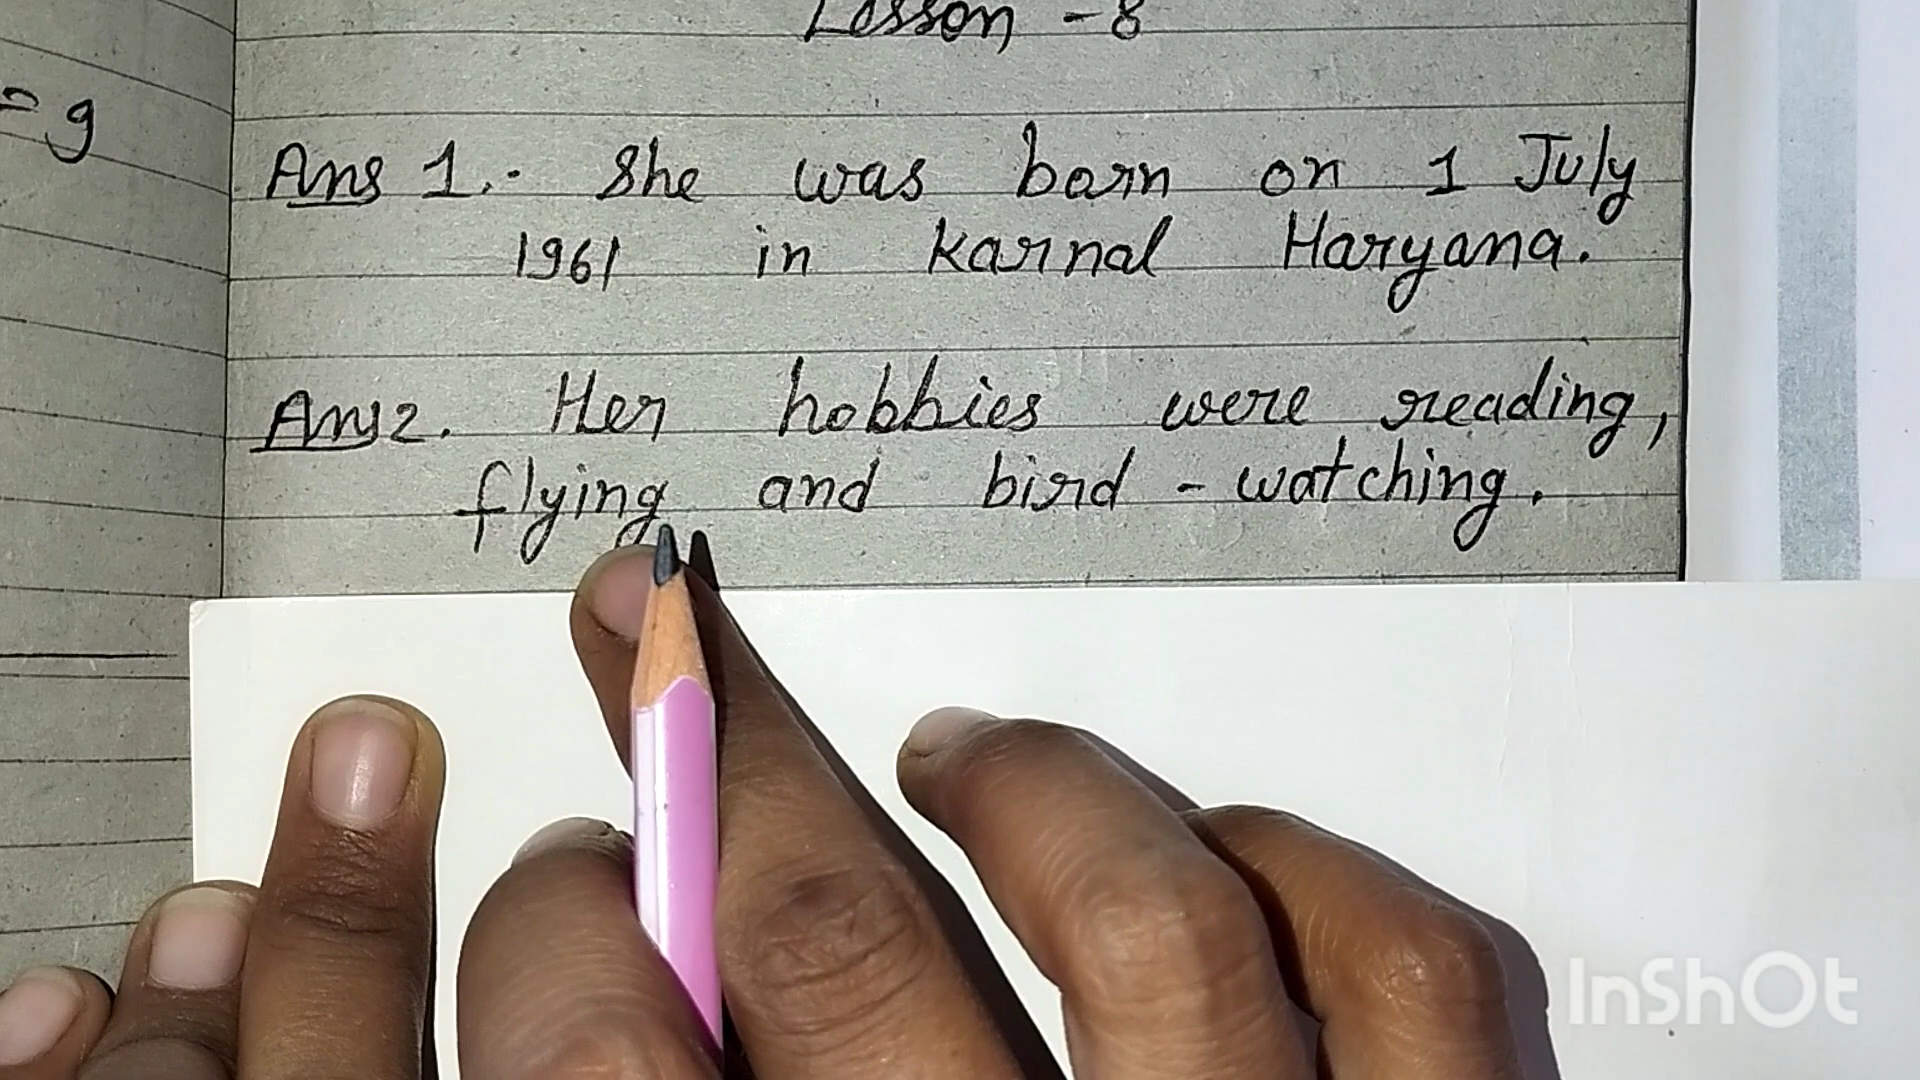 Lesson - 8
= g
Ans 1.- She was born on 1 July
1961 in Karnal Haryana.
Ans 2. Her hobbies were reading,
flying and bird - watching.
InShOt